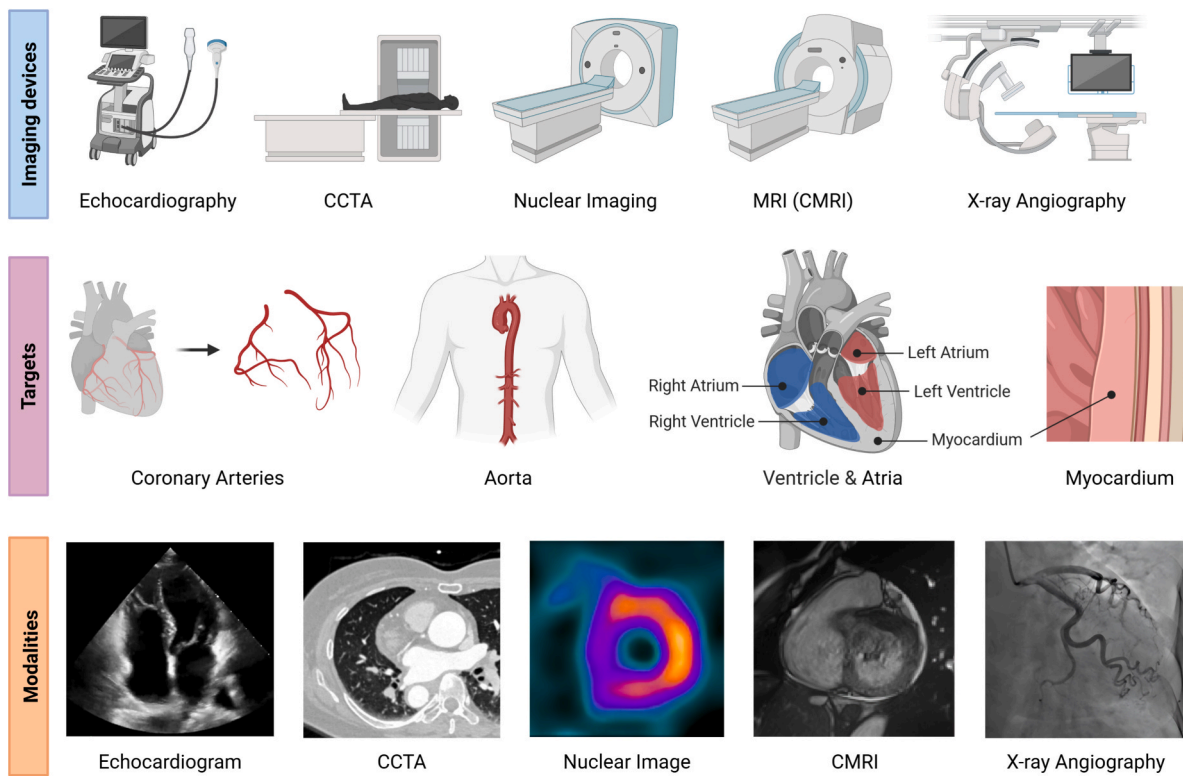 Imaging devices
Echocardiography
CCTA
Nuclear Imaging
MRI (CMRI)
X-ray Angiography
Targets
Right Atrium
Right Ventricle
Left Atrium
Left Ventricle
Myocardium
Coronary Arteries
Aorta
Ventricle & Atria
Myocardium
Modalities
Echocardiogram
CCTA
Nuclear Image
CMRI
X-ray Angiography